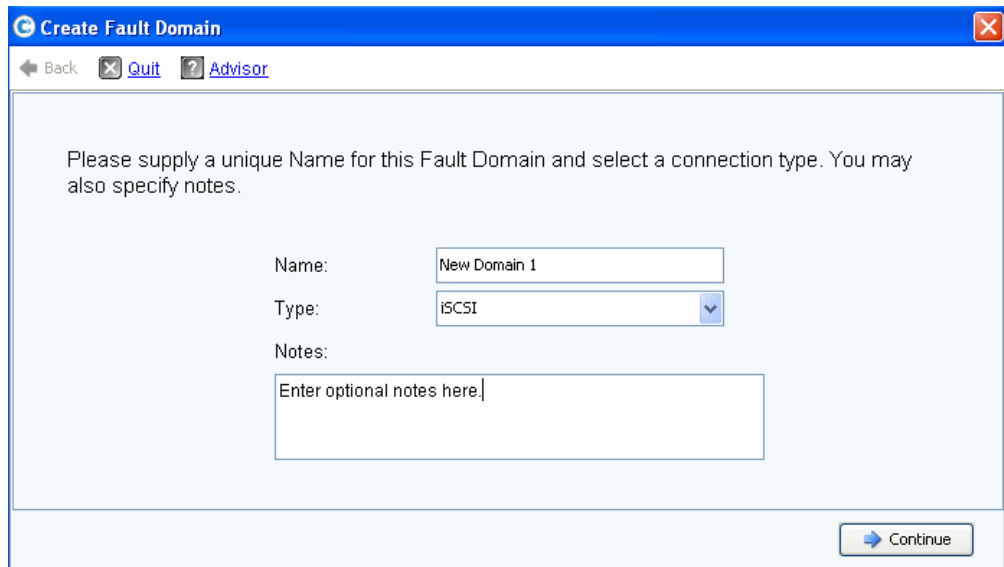 Create Fault Domain
Back Quit Advisor
Please supply a unique Name for this Fault Domain and select a connection type. You may
also specify notes.
Name: New Domain 1
Type: iSCSI
Notes:
Enter optional notes here.
Continue